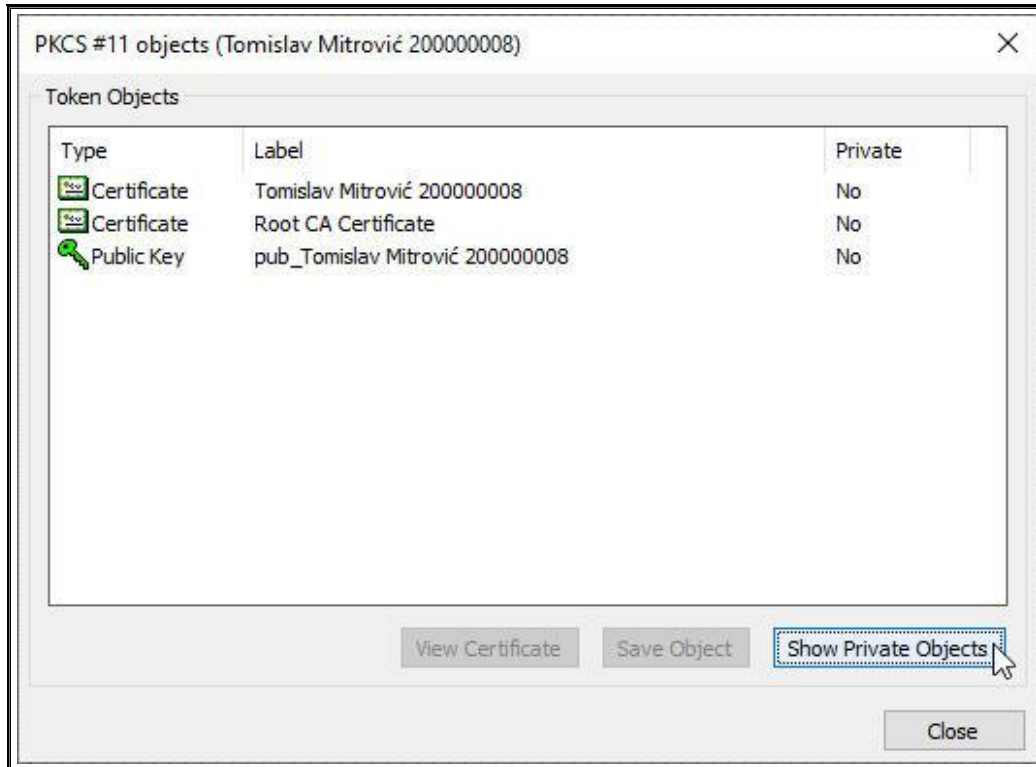 PKCS #11 objects (Tomislav Mitrović 200000008)
Token Objects
Type Label Private
Certificate Tomislav Mitrović 200000008 No
Certificate Root CA Certificate No
Public Key pub_Tomislav Mitrović 200000008 No
View Certificate Save Object Show Private Objects
Close